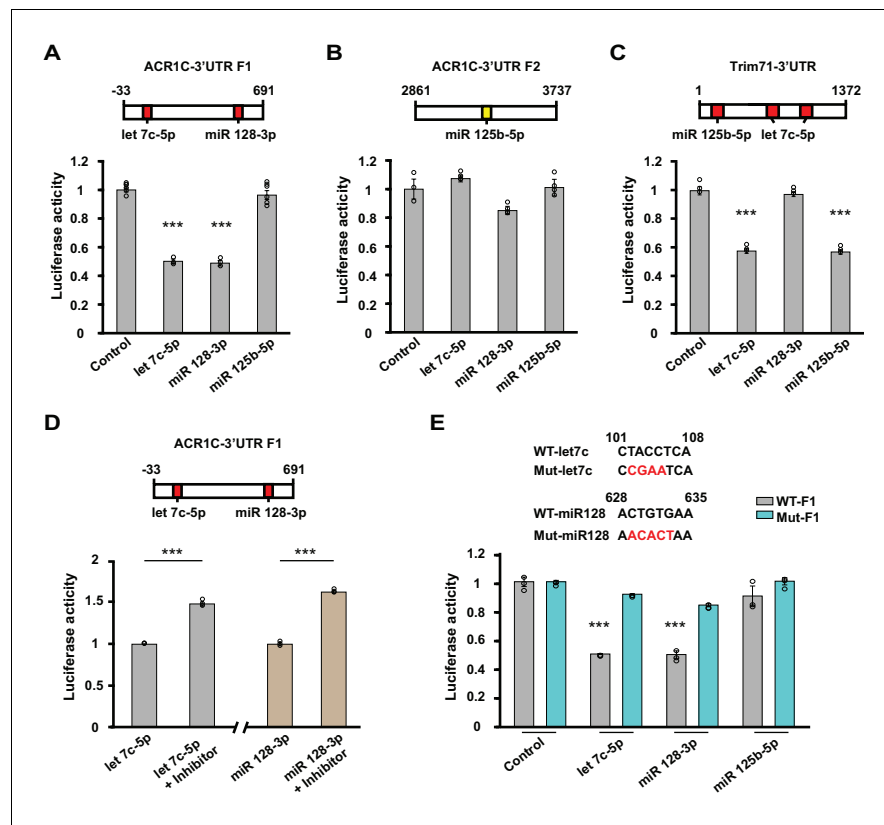 A
ACR1C-3'UTR F1
-33 691
let 7c-5p miR 128-3p
Luciferase acticity
1.2
1
0.8
0.6
0.4
0.2
0
*** ***
Control
let 7c-5p
miR 128-3p
miR 125b-5p
B
ACR1C-3'UTR F2
2861 3737
miR 125b-5p
Luciferase acticity
1.2
1
0.8
0.6
0.4
0.2
0
Control
let 7c-5p
miR 128-3p
miR 125b-5p
C
Trim71-3'UTR
1 1372
miR 125b-5p let 7c-5p
Luciferase acticity
1.2
1
0.8
0.6
0.4
0.2
0
*** ***
Control
let 7c-5p
miR 128-3p
miR 125b-5p
D
ACR1C-3'UTR F1
-33 691
let 7c-5p miR 128-3p
Luciferase acticity
2
1.5
1
0.5
0
*** ***
let 7c-5p
let 7c-5p
+ Inhibitor
miR 128-3p
miR 128-3p
+ Inhibitor
E
101 108
WT-let7c CTACCTCA
Mut-let7c CCGAATCA
628 635
WT-miR128 ACTGTGAA
Mut-miR128 AACACTAA
WT-F1
Mut-F1
Luciferase acticity
1.2
1
0.8
0.6
0.4
0.2
0
*** ***
Control
let 7c-5p
miR 128-3p
miR 125b-5p